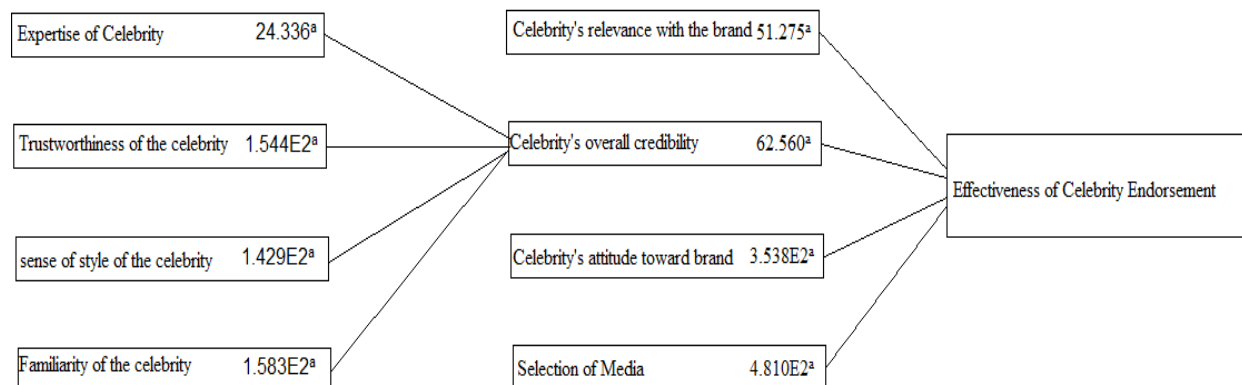 Expertise of Celebrity 24.336ª
Celebrity's relevance with the brand 51.275ª
Trustworthiness of the celebrity 1.544E2ª
Celebrity's overall credibility 62.560ª
Effectiveness of Celebrity Endorsement
sense of style of the celebrity 1.429E2ª
Celebrity's attitude toward brand 3.538E2ª
Familiarity of the celebrity 1.583E2ª
Selection of Media 4.810E2ª